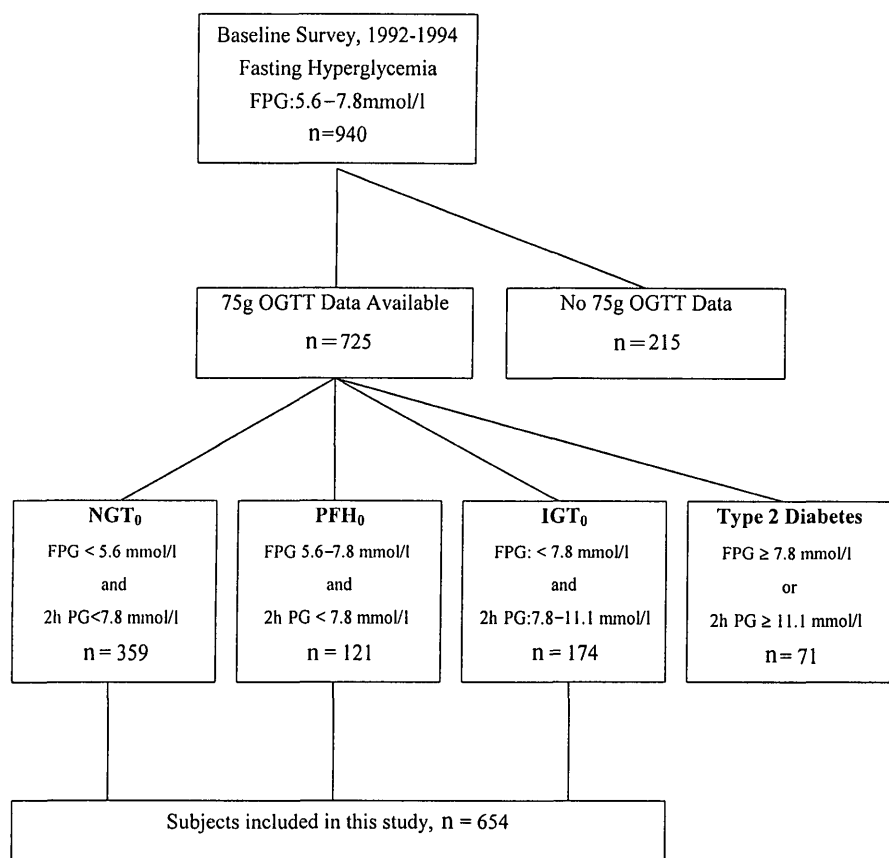 Baseline Survey, 1992-1994
Fasting Hyperglycemia
FPG:5.6–7.8mmol/l
n=940
75g OGTT Data Available
n=725
No 75g OGTT Data
n=215
NGT₀
FPG < 5.6 mmol/l
and
2h PG<7.8 mmol/l
n = 359
PFH₀
FPG 5.6–7.8 mmol/l
and
2h PG < 7.8 mmol/l
n = 121
IGT₀
FPG: < 7.8 mmol/l
and
2h PG:7.8–11.1 mmol/l
n = 174
Type 2 Diabetes
FPG ≥ 7.8 mmol/l
or
2h PG ≥ 11.1 mmol/l
n= 71
Subjects included in this study, n = 654